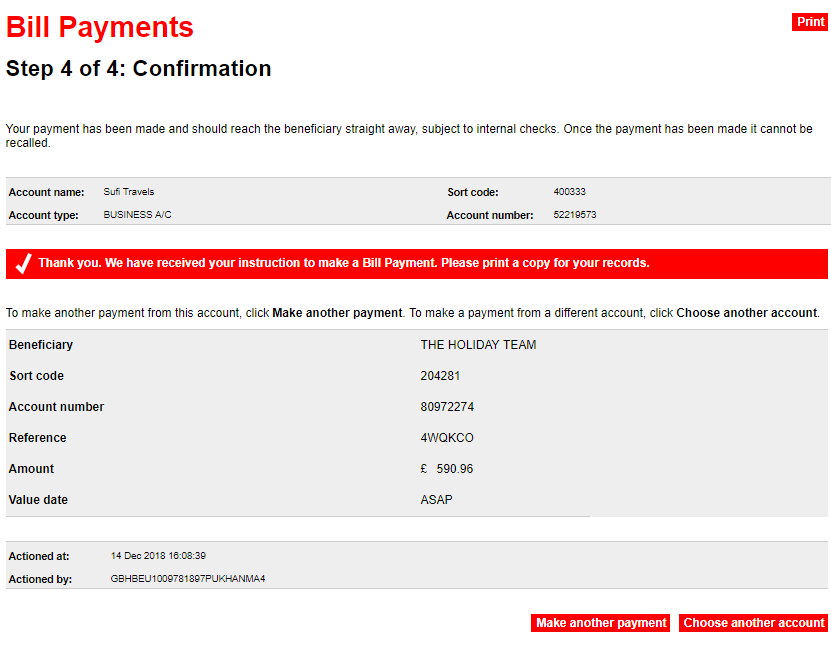 Bill Payments
Print
Step 4 of 4: Confirmation
Your payment has been made and should reach the beneficiary straight away, subject to internal checks. Once the payment has been made it cannot be
recalled.
Account name: Sufi Travels Sort code: 400333
Account type: BUSINESS A/C Account number: 52219573
Thank you. We have received your instruction to make a Bill Payment. Please print a copy for your records.
To make another payment from this account, click Make another payment. To make a payment from a different account, click Choose another account.
Beneficiary THE HOLIDAY TEAM
Sort code 204281
Account number 80972274
Reference 4WQKCO
Amount £ 590.96
Value date ASAP
Actioned at: 14 Dec 2018 16:08:39
Actioned by: GBHBEU1009781897PUKHANMA4
Make another payment Choose another account